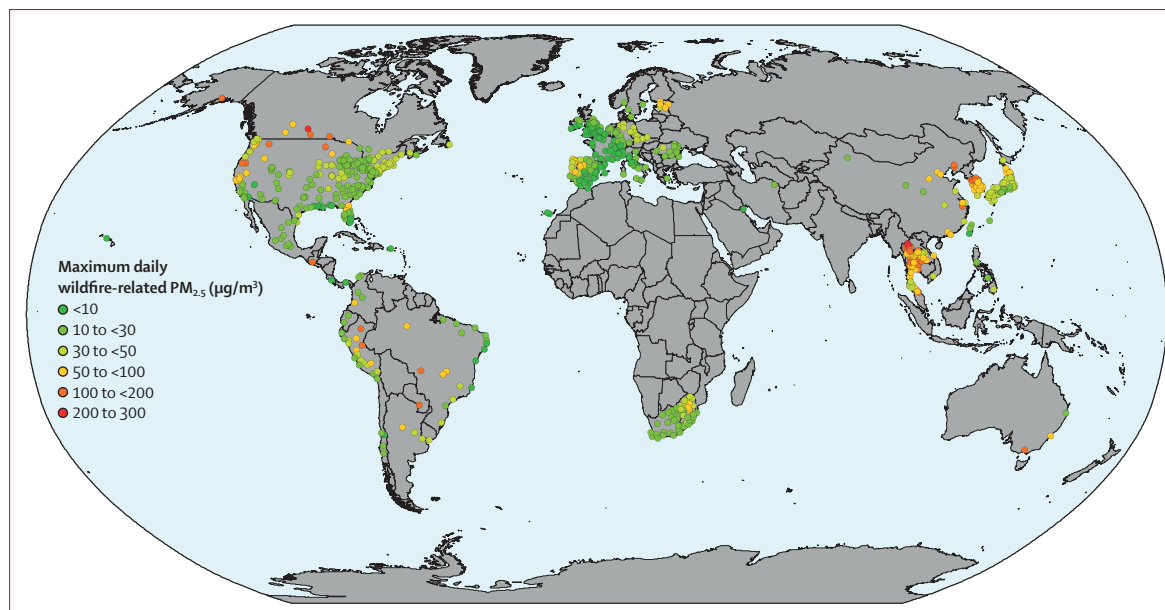 Maximum daily
wildfire-related PM2.5 (µg/m³)
<10
10 to <30
30 to <50
50 to <100
100 to <200
200 to 300